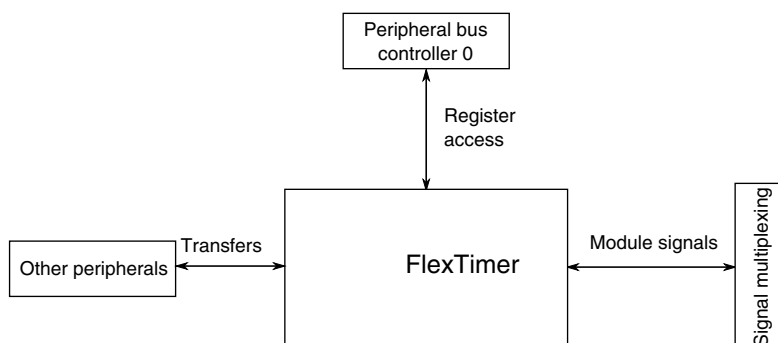 Peripheral bus
controller 0
Register
access
Transfers
Other peripherals
FlexTimer
Module signals
Signal multiplexing